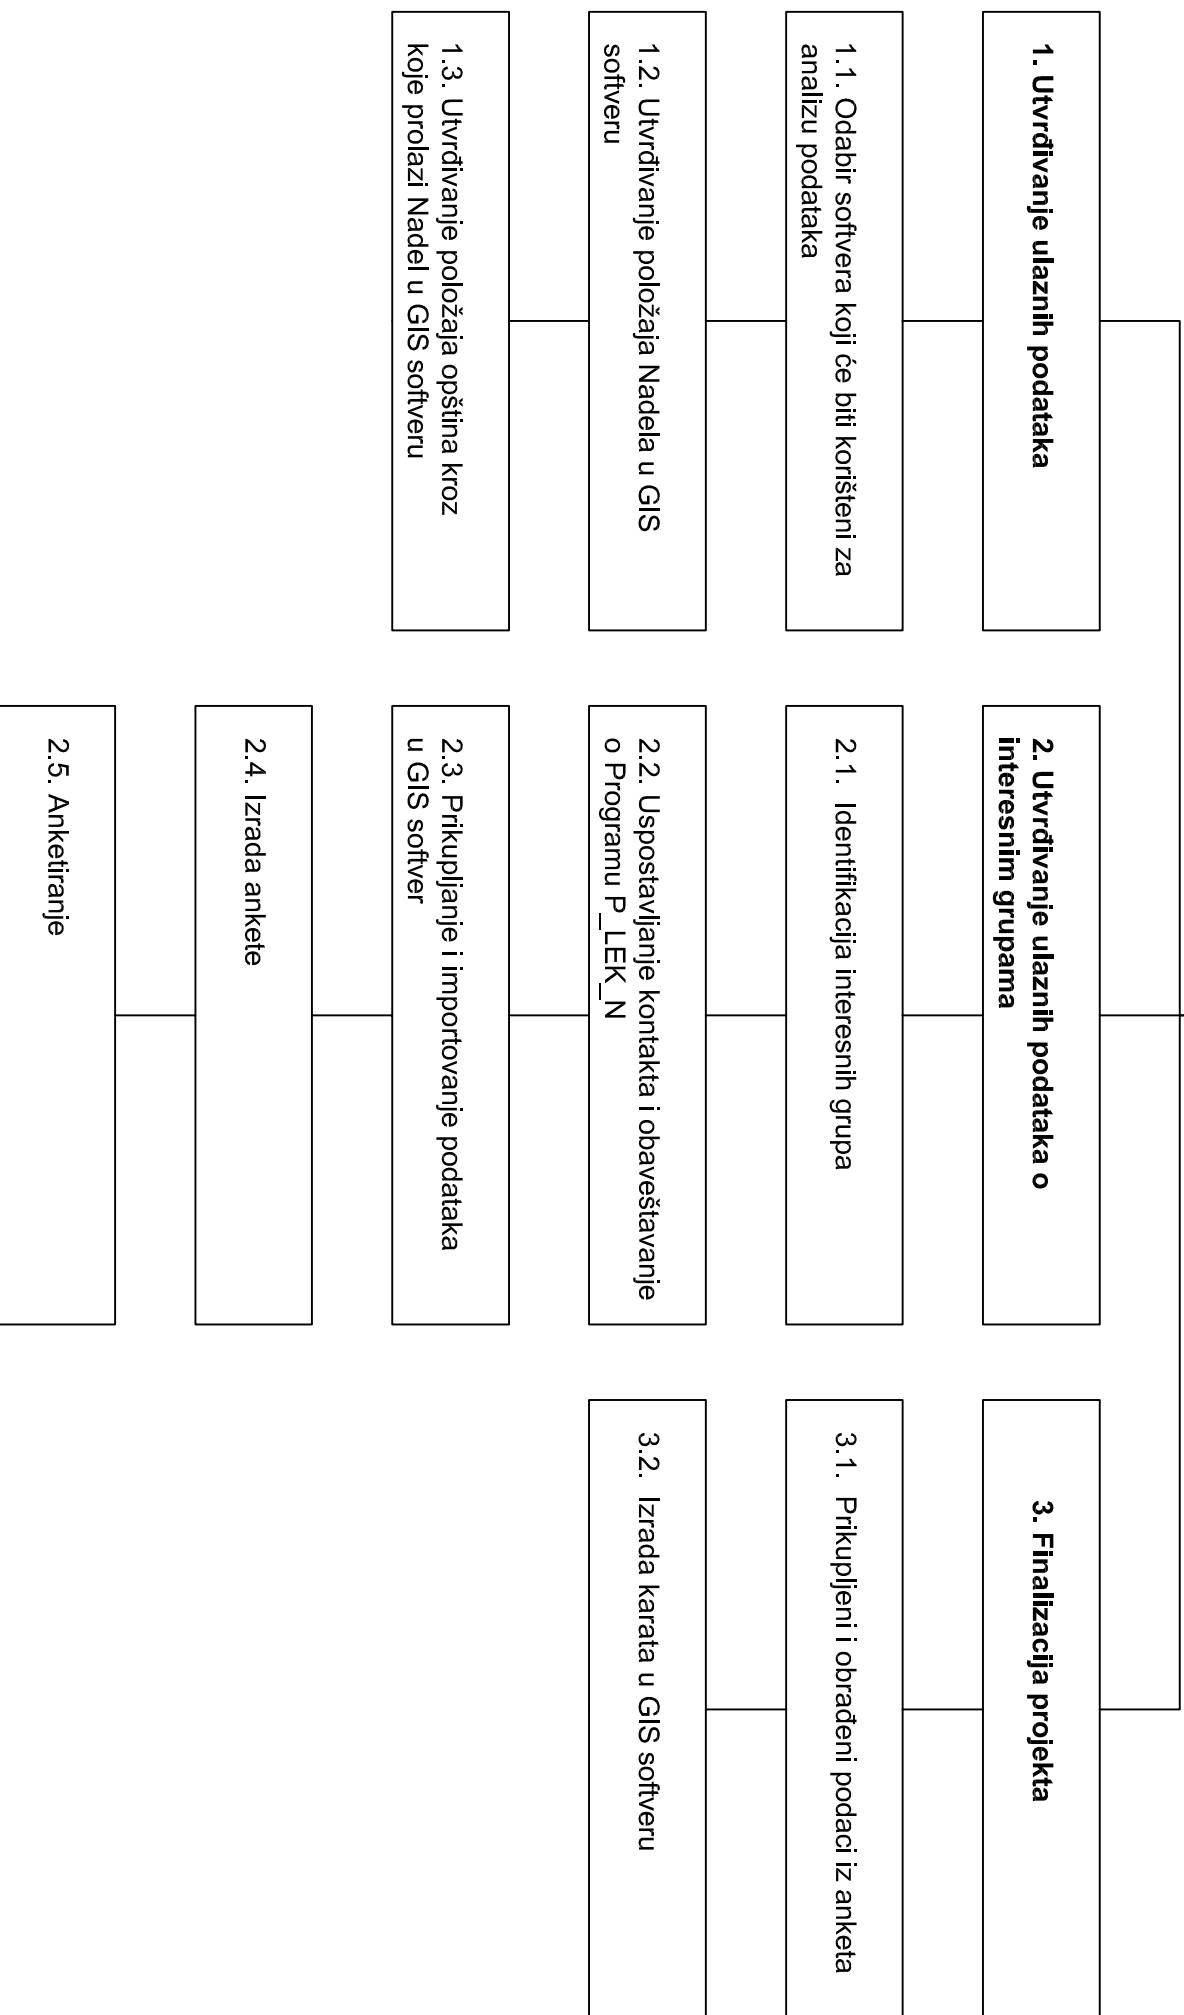 1. Utvrđivanje ulaznih podataka
1.1. Odabir softvera koji će biti korišteni za
analizu podataka
1.2. Utvrđivanje položaja Nadela u GIS
softveru
1.3. Utvrđivanje položaja opština kroz
koje prolazi Nadel u GIS softveru
2. Utvrđivanje ulaznih podataka o
interesnim grupama
2.1. Identifikacija interesnih grupa
2.2. Uspostavljanje kontakta i obaveštavanje
o Programu P_LEK_N
2.3. Prikupljanje i importovanje podataka
u GIS softver
2.4. Izrada ankete
2.5. Anketiranje
3. Finalizacija projekta
3.1. Prikupljeni i obrađeni podaci iz anketa
3.2. Izrada karata u GIS softveru